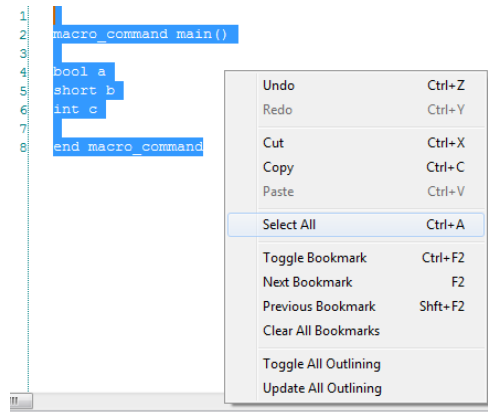 1
2 macro_command main()
3
4 bool a
5 short b
6 int c
7
8 end macro_command
Undo Ctrl+Z
Redo Ctrl+Y
Cut Ctrl+X
Copy Ctrl+C
Paste Ctrl+V
Select All Ctrl+A
Toggle Bookmark Ctrl+F2
Next Bookmark F2
Previous Bookmark Shft+F2
Clear All Bookmarks
Toggle All Outlining
Update All Outlining